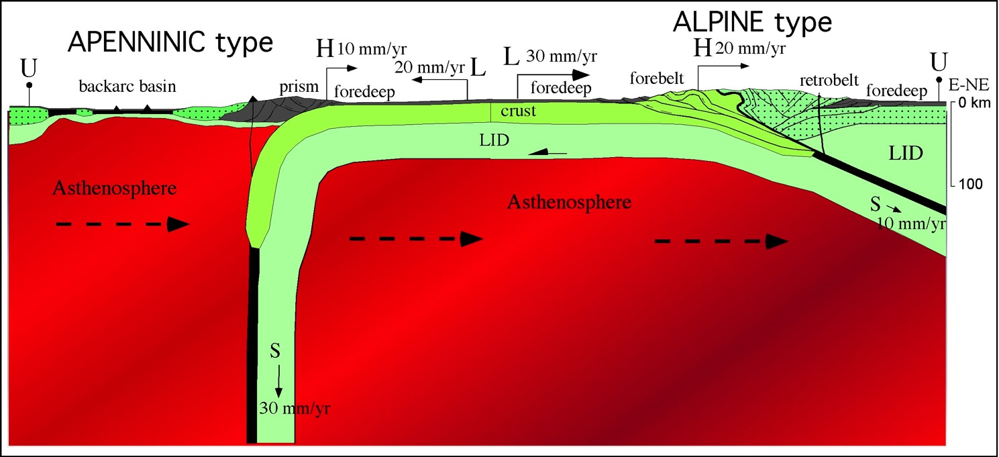 APENNINIC type
ALPINE type
U
backarc basin
prism
H 10 mm/yr
foredeep
20 mm/yr L
L 30 mm/yr
foredeep
forebelt
H 20 mm/yr
retrobelt
foredeep
U
E-NE
0 km
100
crust
LID
LID
Asthenosphere
Asthenosphere
S
10 mm/yr
S
30 mm/yr